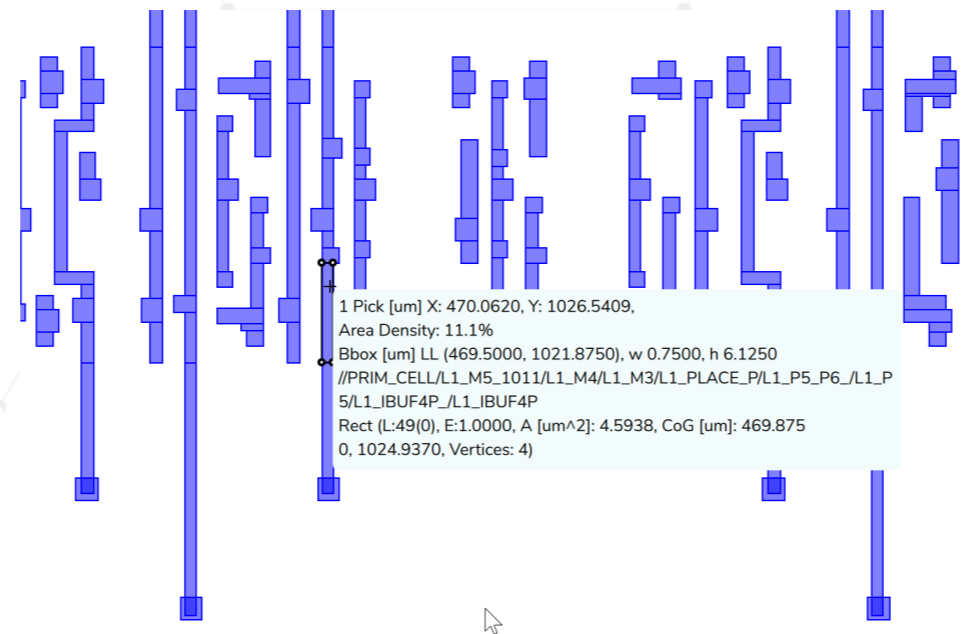 1 Pick [um] X: 470.0620, Y: 1026.5409,
Area Density: 11.1%
Bbox [um] LL (469.5000, 1021.8750), w 0.7500, h 6.1250
//PRIM_CELL/L1_M5_1011/L1_M4/L1_M3/L1_PLACE_P/L1_P5_P6_/L1_P
5/L1_IBUF4P_/L1_IBUF4P
Rect (L:49(0), E:1.0000, A [um^2]: 4.5938, CoG [um]: 469.875
0, 1024.9370, Vertices: 4)